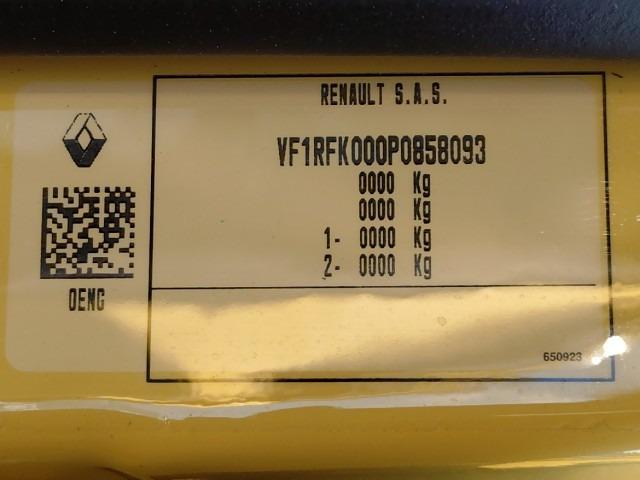 RENAULT S.A.S.
VF1RFK000P0858093
0000 Kg
0000 Kg
1- 0000 Kg
2- 0000 Kg
OENG
650923